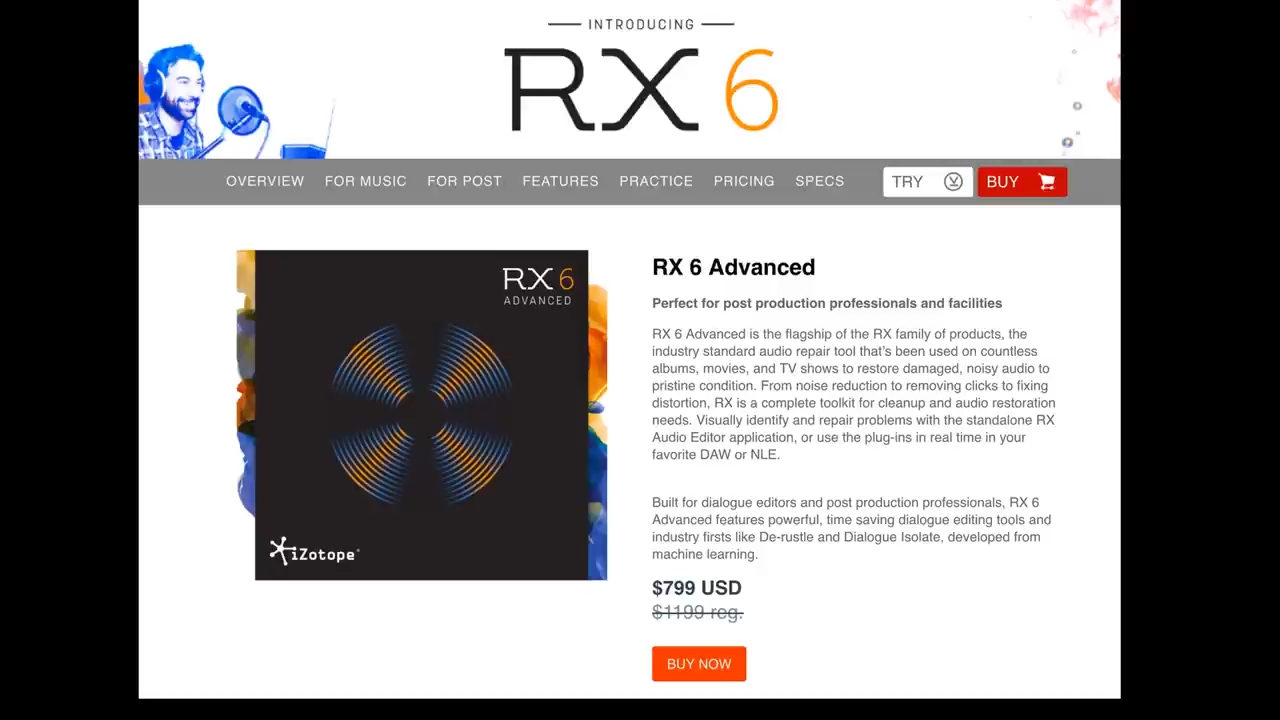 INTRODUCING
RX 6
OVERVIEW FOR MUSIC FOR POST FEATURES PRACTICE PRICING SPECS TRY BUY
RX 6
ADVANCED
iZotope
RX 6 Advanced
Perfect for post production professionals and facilities
RX 6 Advanced is the flagship of the RX family of products, the
industry standard audio repair tool that's been used on countless
albums, movies, and TV shows to restore damaged, noisy audio to
pristine condition. From noise reduction to removing clicks to fixing
distortion, RX is a complete toolkit for cleanup and audio restoration
needs. Visually identify and repair problems with the standalone RX
Audio Editor application, or use the plug-ins in real time in your
favorite DAW or NLE.
Built for dialogue editors and post production professionals, RX 6
Advanced features powerful, time saving dialogue editing tools and
industry firsts like De-rustle and Dialogue Isolate, developed from
machine learning.
$799 USD
$1199 reg.
BUY NOW